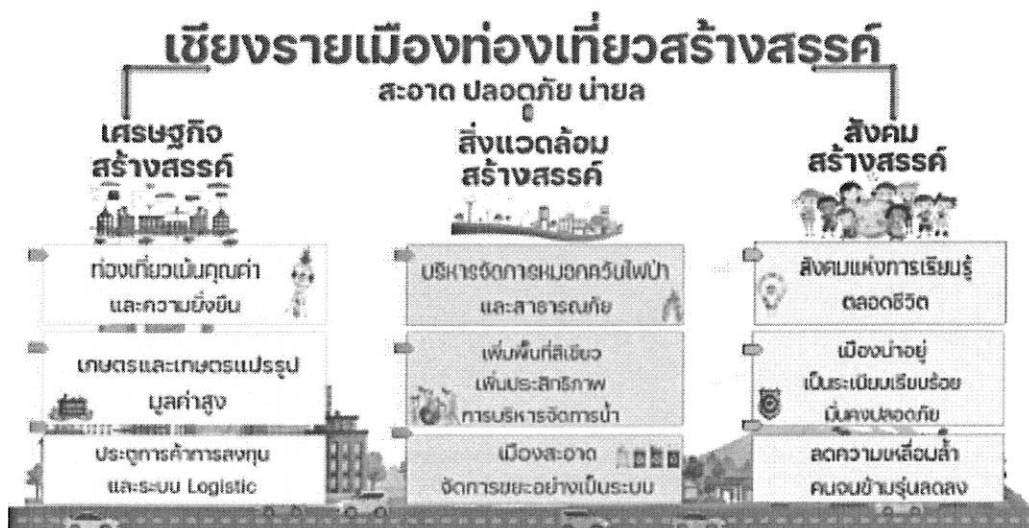 เชียงรายเมืองท่องเที่ยวสร้างสรรค์
สะอาด ปลอดภัย น่ายล
เศรษฐกิจ
สร้างสรรค์
ท่องเที่ยวเน้นคุณค่า
และความยั่งยืน
เกษตรและเกษตรแปรรูป
มูลค่าสูง
ประตูการค้าการลงทุน
และระบบ Logistic
สิ่งแวดล้อม
สร้างสรรค์
บริหารจัดการหมอกควันไฟป่า
และสาธารณภัย
เพิ่มพื้นที่สีเขียว
เพิ่มประสิทธิภาพ
การบริหารจัดการน้ำ
เมืองสะอาด
จัดการขยะอย่างเป็นระบบ
สังคม
สร้างสรรค์
สังคมแห่งการเรียนรู้
ตลอดชีวิต
เมืองน่าอยู่
เป็นระเบียบเรียบร้อย
มั่นคงปลอดภัย
ลดความเหลื่อมล้ำ
คนจนข้ามรุ่นลดลง